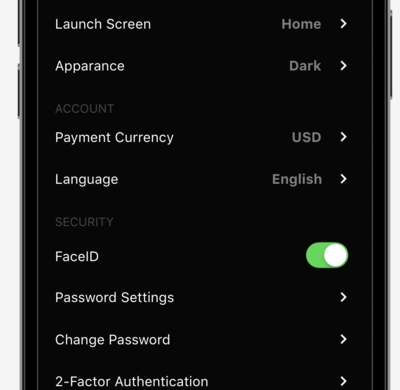 Launch Screen Home
Apparance Dark
ACCOUNT
Payment Currency USD
Language English
SECURITY
FaceID
Password Settings
Change Password
2-Factor Authentication